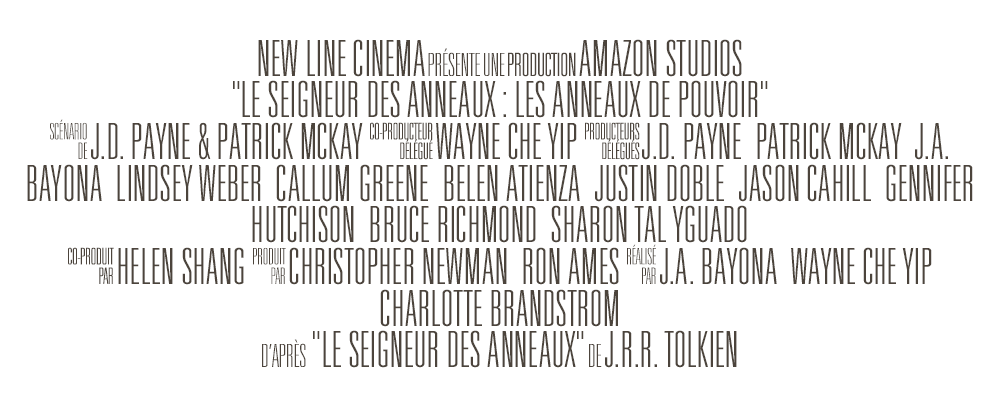 NEW LINE CINEMA PRÉSENTE UNE PRODUCTION AMAZON STUDIOS
"LE SEIGNEUR DES ANNEAUX : LES ANNEAUX DE POUVOIR"
SCÉNARIO DE J.D. PAYNE & PATRICK MCKAY CO-PRODUCTEUR DÉLÉGUÉ WAYNE CHE YIP PRODUCTEURS DÉLÉGUÉS J.D. PAYNE PATRICK MCKAY J.A.
BAYONA LINDSEY WEBER CALLUM GREENE BELEN ATIENZA JUSTIN DOBLE JASON CAHILL GENNIFER
HUTCHISON BRUCE RICHMOND SHARON TAL YGUADO
CO-PRODUIT PAR HELEN SHANG PRODUIT PAR CHRISTOPHER NEWMAN RON AMES RÉALISÉ PAR J.A. BAYONA WAYNE CHE YIP
CHARLOTTE BRANDSTROM
D'APRÈS "LE SEIGNEUR DES ANNEAUX" DE J.R.R. TOLKIEN